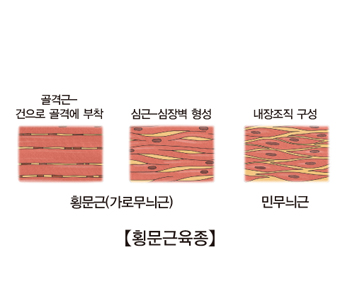 골격근-
건으로 골격에 부착
심근-심장벽 형성
내장조직 구성
횡문근(가로무늬근)
민무늬근
【횡문근육종】